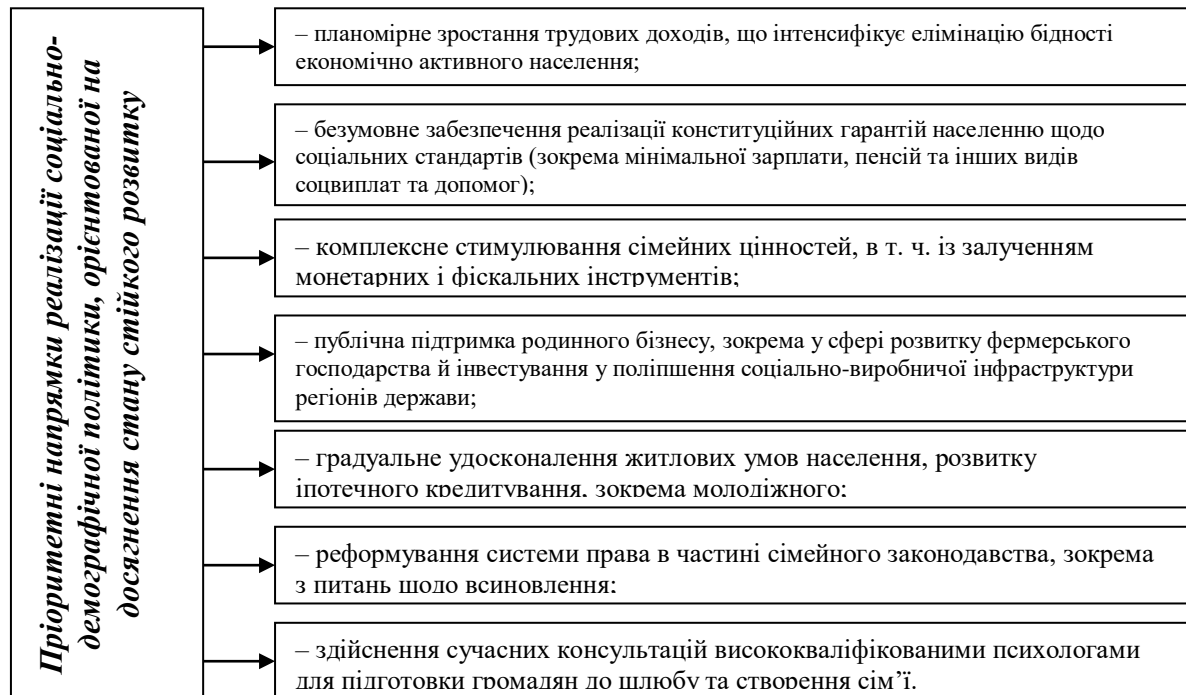 Пріоритетні напрямки реалізації соціально-
демографічної політики, орієнтованої на
досягнення стану стійкого розвитку
– планомірне зростання трудових доходів, що інтенсифікує елімінацію бідності
економічно активного населення;
– безумовне забезпечення реалізації конституційних гарантій населенню щодо
соціальних стандартів (зокрема мінімальної зарплати, пенсій та інших видів
соцвиплат та допомог);
– комплексне стимулювання сімейних цінностей, в т. ч. із залученням
монетарних і фіскальних інструментів;
– публічна підтримка родинного бізнесу, зокрема у сфері розвитку фермерського
господарства й інвестування у поліпшення соціально-виробничої інфраструктури
регіонів держави;
– градуальне удосконалення житлових умов населення, розвитку
іпотечного кредитування, зокрема молодіжного;
– реформування системи права в частині сімейного законодавства, зокрема
з питань щодо всиновлення;
– здійснення сучасних консультацій висококваліфікованими психологами
для підготовки громадян до шлюбу та створення сім’ї.